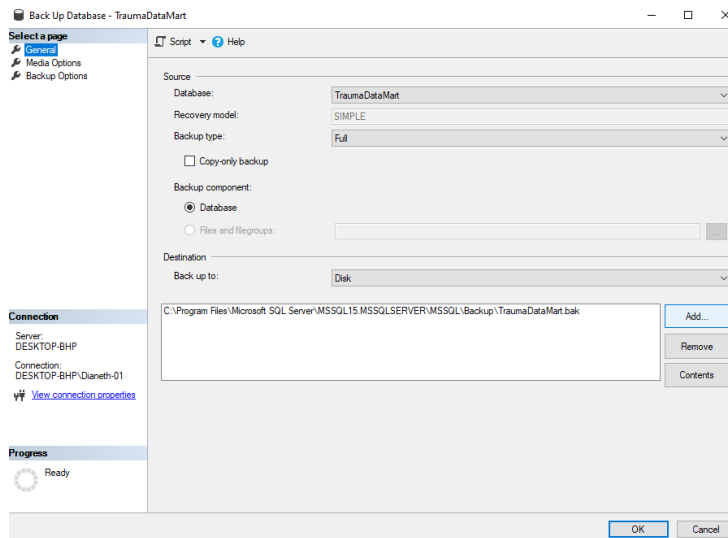 Back Up Database - TraumaDataMart
Select a page
General
Media Options
Backup Options
Script Help
Source
Database: TraumaDataMart
Recovery model: SIMPLE
Backup type: Full
Copy-only backup
Backup component:
Database
Files and filegroups: ...
Destination
Back up to: Disk
C:\Program Files\Microsoft SQL Server\MSSQL15.MSSQLSERVER\MSSQL\Backup\TraumaDataMart.bak
Add...
Remove
Contents
Connection
Server:
DESKTOP-BHP
Connection:
DESKTOP-BHP\Dianeth-01
View connection properties
Progress
Ready
OK Cancel